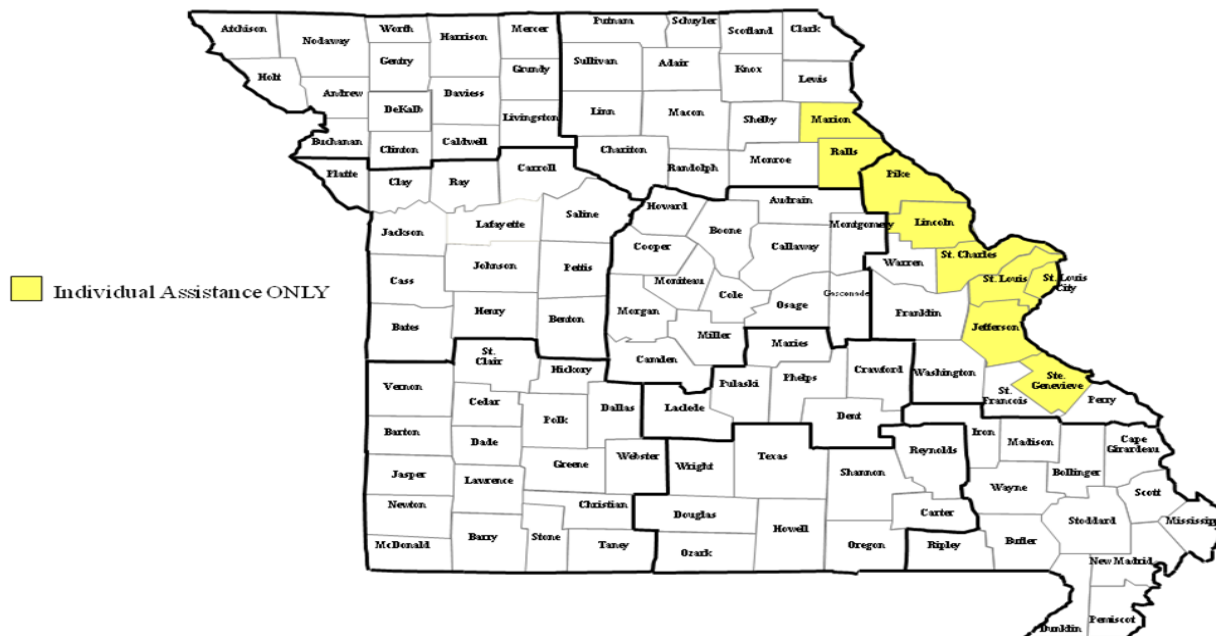 Atchison
Nodaway
Worth
Harrison
Mercer
Putnam
Schuyler
Scotland
Clark
Holt
Gentry
Grundy
Sullivan
Adair
Knox
Lewis
Andrew
DeKalb
Daviess
Livingston
Linn
Macon
Shelby
Marion
Buchanan
Clinton
Caldwell
Chariton
Randolph
Monroe
Ralls
Platte
Clay
Ray
Carroll
Pike
Jackson
Lafayette
Saline
Howard
Boone
Audrain
Montgomery
Lincoln
Cooper
Callaway
Cass
Johnson
Pettis
Moniteau
Cole
Osage
Gasconade
Warren
St. Charles
St. Louis
St. Louis
City
Individual Assistance ONLY
Bates
Henry
Benton
Morgan
Miller
Franklin
Jefferson
St.
Clair
Hickory
Camden
Maries
Vernon
Cedar
Polk
Dallas
Laclede
Pulaski
Phelps
Crawford
Washington
St.
Francois
Ste.
Genevieve
Perry
Barton
Dade
Dent
Jasper
Lawrence
Greene
Webster
Wright
Texas
Shannon
Reynolds
Iron
Madison
Bollinger
Cape
Girardeau
Newton
Christian
Douglas
Howell
Carter
Wayne
Scott
Stoddard
Mississipp
McDonald
Barry
Stone
Taney
Ozark
Oregon
Ripley
Butler
New Madrid
Pemiscot
Dunklin